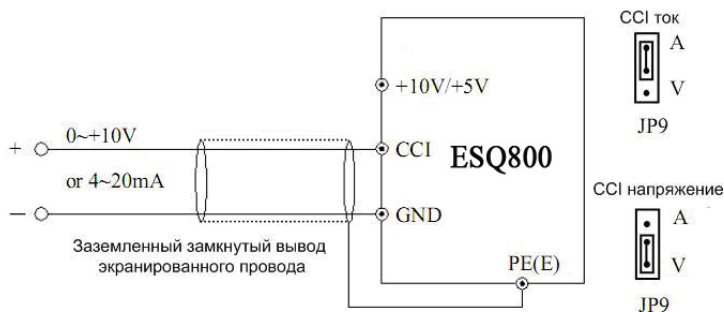 CCI ток
A
V
JP9
+10V/+5V
0~+10V
+
CCI
ESQ800
or 4~20mA
−
GND
CCI напряжение
A
V
JP9
Заземленный замкнутый вывод
экранированного провода
PE(E)